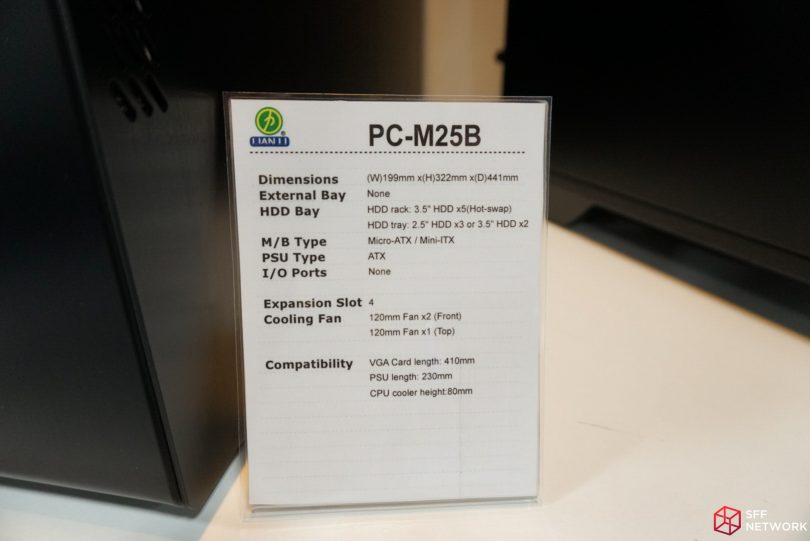 LIAN LI ®
PC-M25B
Dimensions (W)199mm x(H)322mm x(D)441mm
External Bay None
HDD Bay HDD rack: 3.5" HDD x5(Hot-swap)
HDD tray: 2.5" HDD x3 or 3.5" HDD x2
M/B Type Micro-ATX / Mini-ITX
PSU Type ATX
I/O Ports None
Expansion Slot 4
Cooling Fan 120mm Fan x2 (Front)
120mm Fan x1 (Top)
Compatibility VGA Card length: 410mm
PSU length: 230mm
CPU cooler height:80mm
SFF
NETWORK